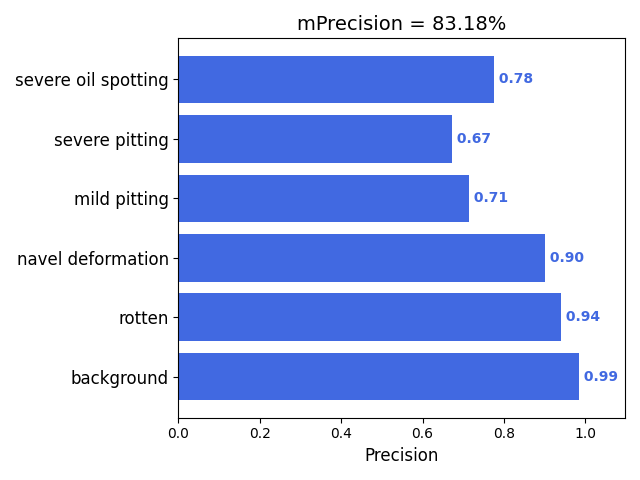 mPrecision = 83.18%
severe oil spotting 0.78
severe pitting 0.67
mild pitting 0.71
navel deformation 0.90
rotten 0.94
background 0.99
0.0 0.2 0.4 0.6 0.8 1.0
Precision